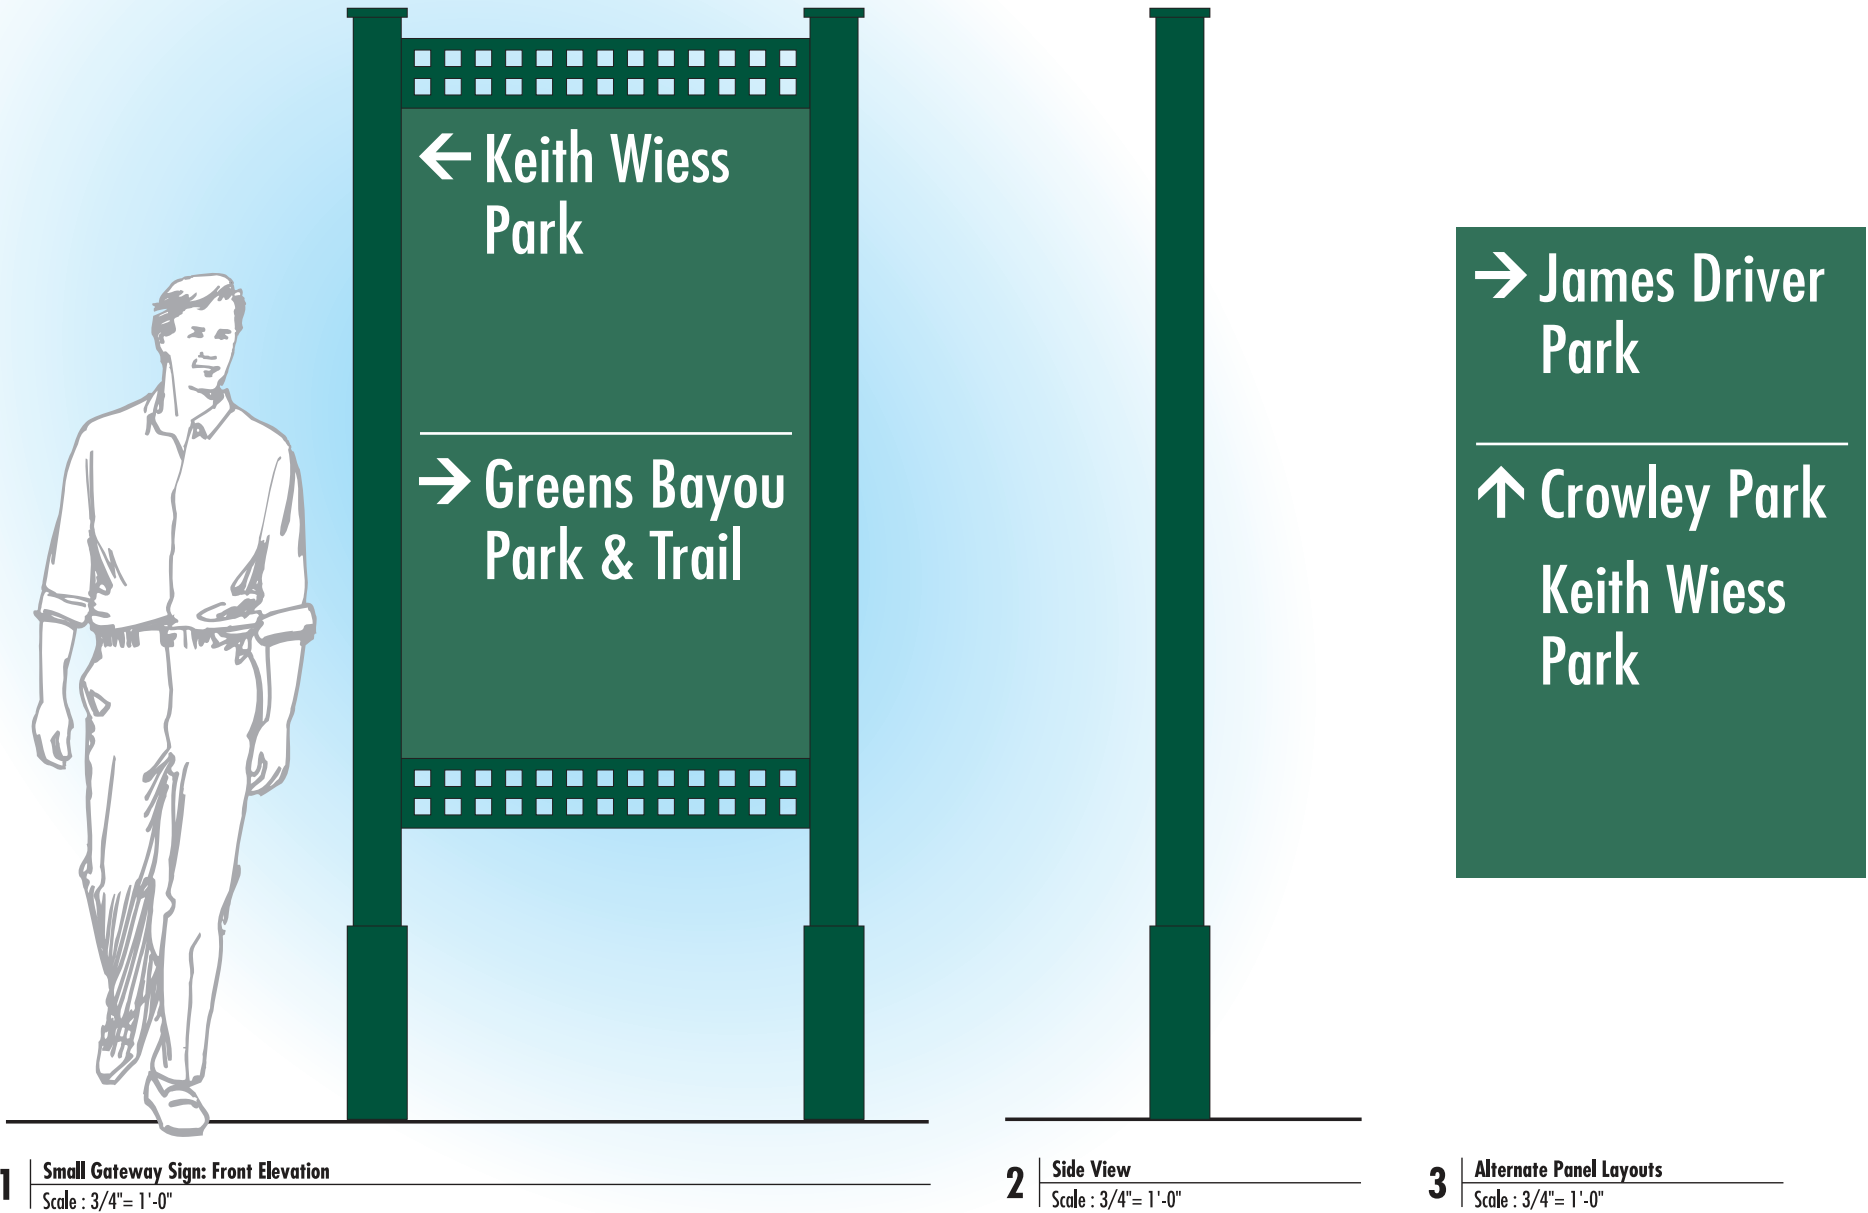 ← Keith Wiess
Park
→ Greens Bayou
Park & Trail
→ James Driver
Park
↑ Crowley Park
Keith Wiess
Park
1
Small Gateway Sign: Front Elevation
Scale : 3/4"= 1'-0"
2
Side View
Scale : 3/4"= 1'-0"
3
Alternate Panel Layouts
Scale : 3/4"= 1'-0"